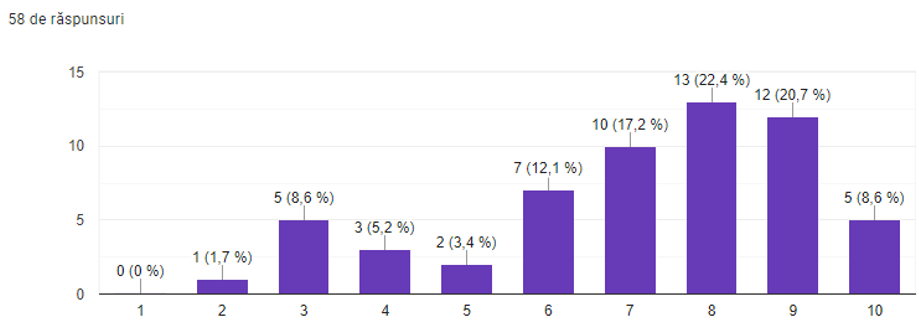 58 de răspunsuri
15
10
5
0
0 (0 %)
1 (1,7 %)
5 (8,6 %)
3 (5,2 %)
2 (3,4 %)
7 (12,1 %)
10 (17,2 %)
13 (22,4 %)
12 (20,7 %)
5 (8,6 %)
1 2 3 4 5 6 7 8 9 10